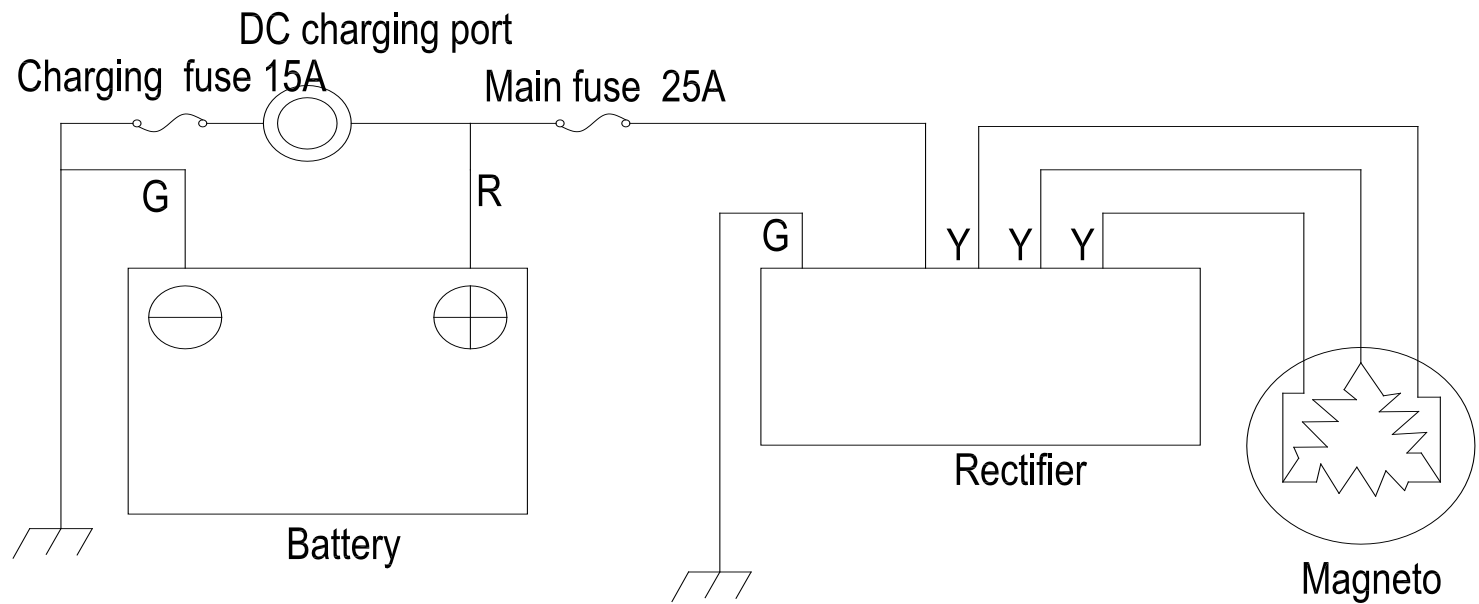 DC charging port
Charging fuse 15A
Main fuse 25A
G
R
G
Y
Y
Y
Rectifier
Battery
Magneto